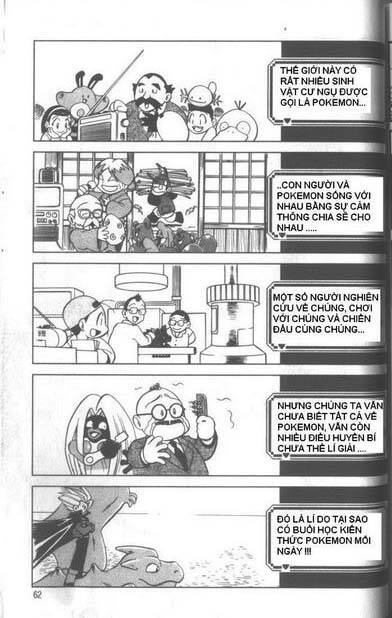 THẾ GIỚI NÀY CÓ
RẤT NHIỀU SINH
VẬT CƯ NGỤ ĐƯỢC
GỌI LÀ POKEMON...
..CON NGƯỜI VÀ
POKEMON SỐNG VỚI
NHAU BẰNG SỰ CẢM
THÔNG CHIA SẼ CHO
NHAU .....
MỘT SỐ NGƯỜI NGHIÊN
CỨU VỀ CHÚNG, CHƠI
VỚI CHÚNG VÀ CHIẾN
ĐẤU CÙNG CHÚNG...
NHƯNG CHÚNG TA VẪN
CHƯA BIẾT TẤT CẢ VỀ
POKEMON, VẪN CÒN
NHIỀU ĐIỀU HUYỀN BÍ
CHƯA THỂ LÍ GIẢI ....
ĐÓ LÀ LÍ DO TẠI SAO
CÓ BUỔI HỌC KIẾN
THỨC POKEMON MỖI
NGÀY !!!
62